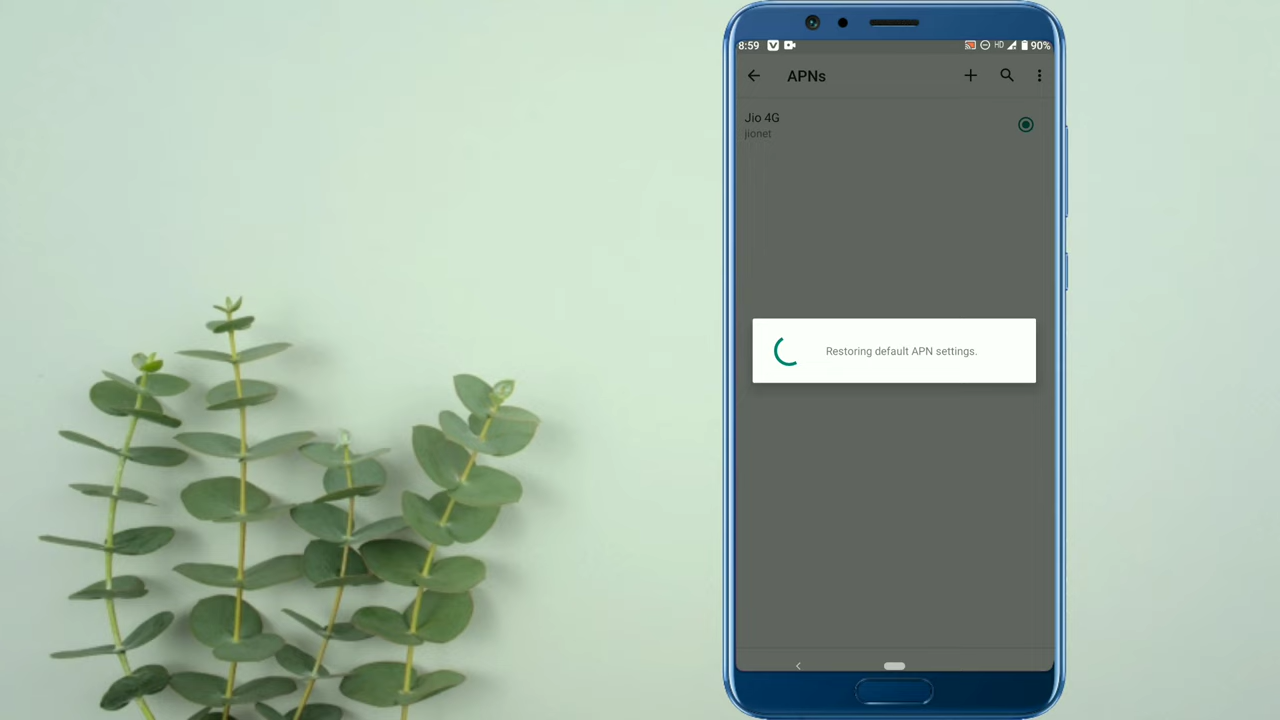 8:59 HD 90%
APNs
Jio 4G
jionet
Restoring default APN settings.